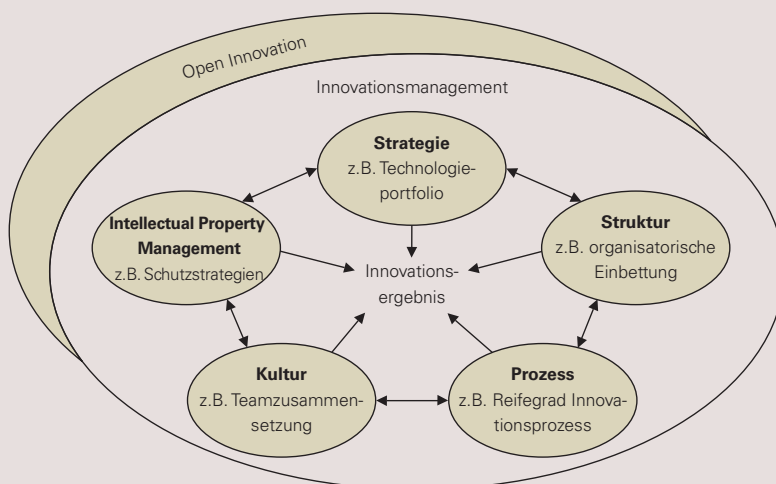 Open Innovation
Innovationsmanagement
Strategie
z.B. Technologie-
portfolio
Intellectual Property
Management
z.B. Schutzstrategien
Struktur
z.B. organisatorische
Einbettung
Innovations-
ergebnis
Kultur
z.B. Teamzusammen-
setzung
Prozess
z.B. Reifegrad Innova-
tionsprozess